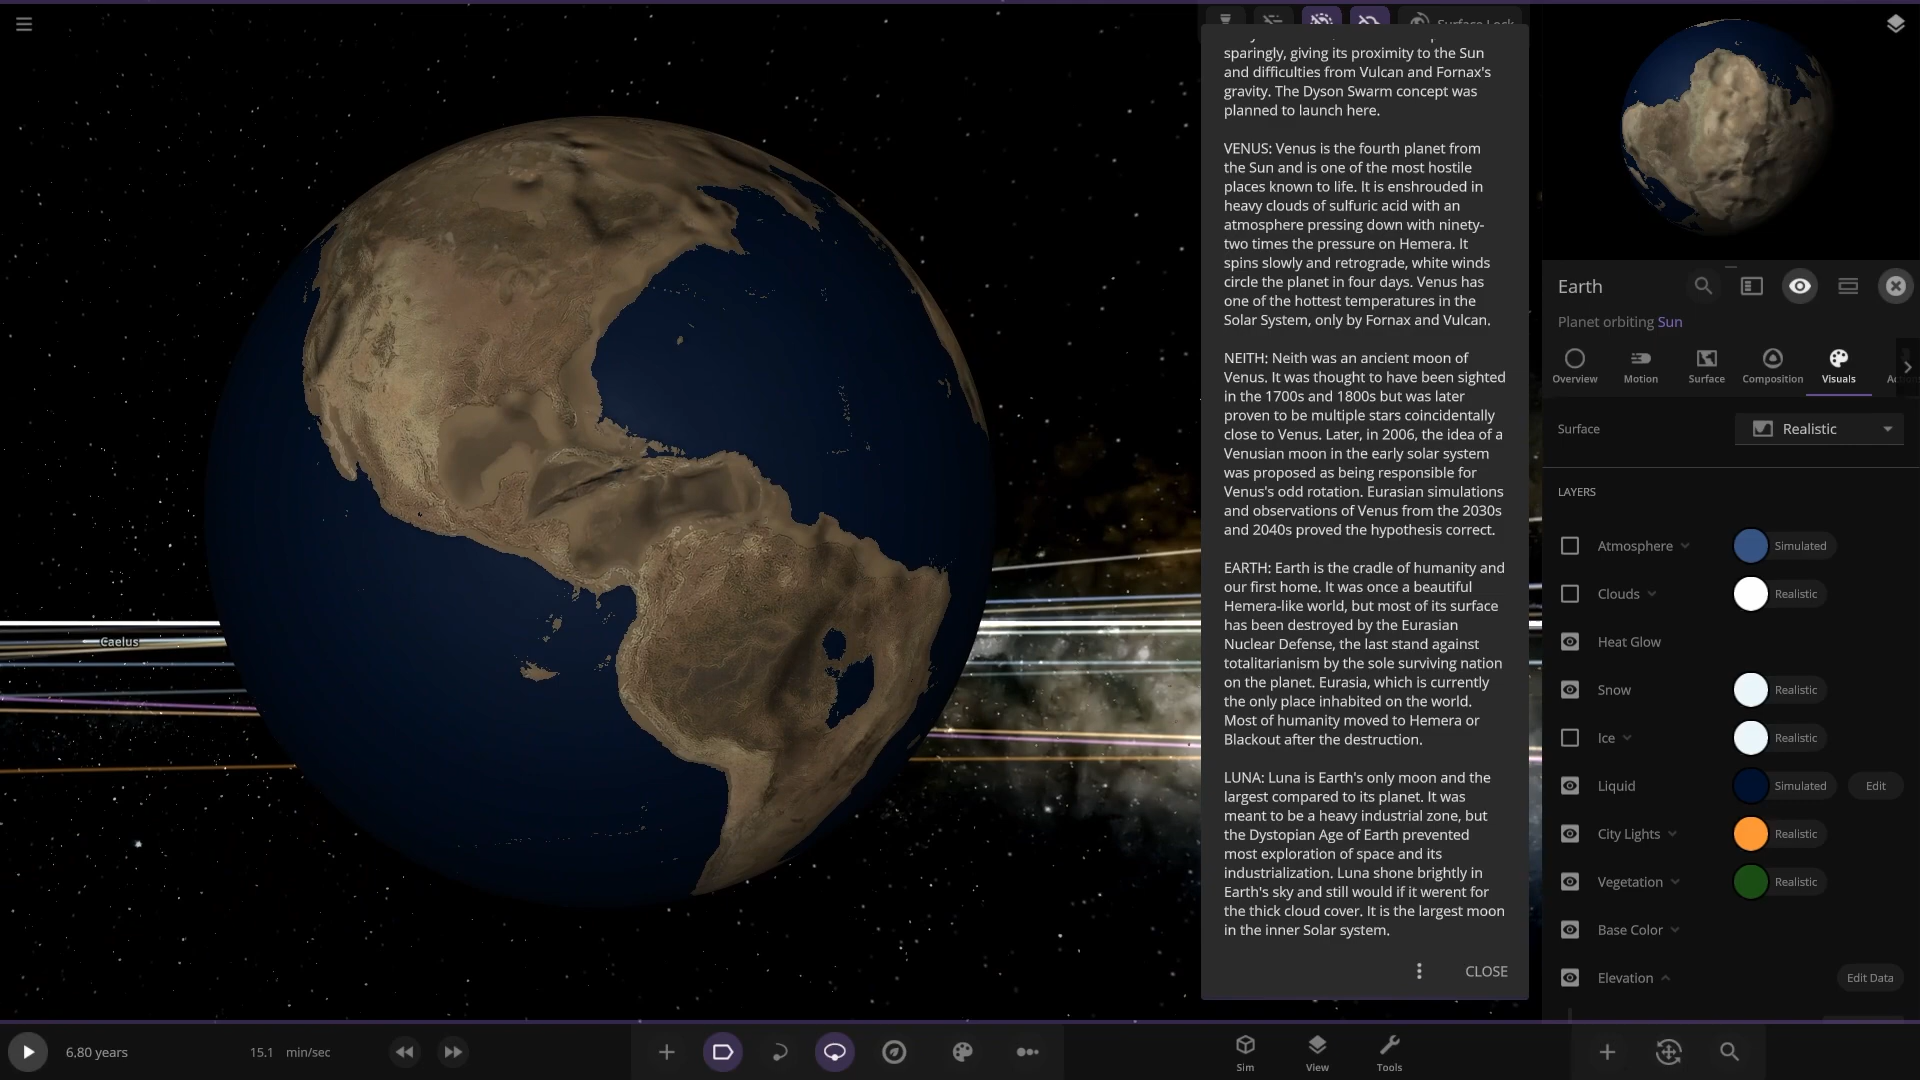 Surface Lock
sparingly, giving its proximity to the Sun
and difficulties from Vulcan and Fornax's
gravity. The Dyson Swarm concept was
planned to launch here.
VENUS: Venus is the fourth planet from
the Sun and is one of the most hostile
places known to life. It is enshrouded in
heavy clouds of sulfuric acid with an
atmosphere pressing down with ninety-
two times the pressure on Hemera. It
spins slowly and retrograde, white winds
circle the planet in four days. Venus has
one of the hottest temperatures in the
Solar System, only by Fornax and Vulcan.
NEITH: Neith was an ancient moon of
Venus. It was thought to have been sighted
in the 1700s and 1800s but was later
proven to be multiple stars coincidentally
close to Venus. Later, in 2006, the idea of a
Venusian moon in the early solar system
was proposed as being responsible for
Venus's odd rotation. Eurasian simulations
and observations of Venus from the 2030s
and 2040s proved the hypothesis correct.
EARTH: Earth is the cradle of humanity and
our first home. It was once a beautiful
Hemera-like world, but most of its surface
has been destroyed by the Eurasian
Nuclear Defense, the last stand against
totalitarianism by the sole surviving nation
on the planet. Eurasia, which is currently
the only place inhabited on the world.
Most of humanity moved to Hemera or
Blackout after the destruction.
LUNA: Luna is Earth's only moon and the
largest compared to its planet. It was
meant to be a heavy industrial zone, but
the Dystopian Age of Earth prevented
most exploration of space and its
industrialization. Luna shone brightly in
Earth's sky and still would if it werent for
the thick cloud cover. It is the largest moon
in the inner Solar system.
CLOSE
Caelus
Earth
Planet orbiting Sun
Overview Motion Surface Composition Visuals
Surface Realistic
LAYERS
Atmosphere Simulated
Clouds Realistic
Heat Glow
Snow Realistic
Ice Realistic
Liquid Simulated Edit
City Lights Realistic
Vegetation Realistic
Base Color
Elevation Edit Data
6.80 years 15.1 min/sec
Sim View Tools